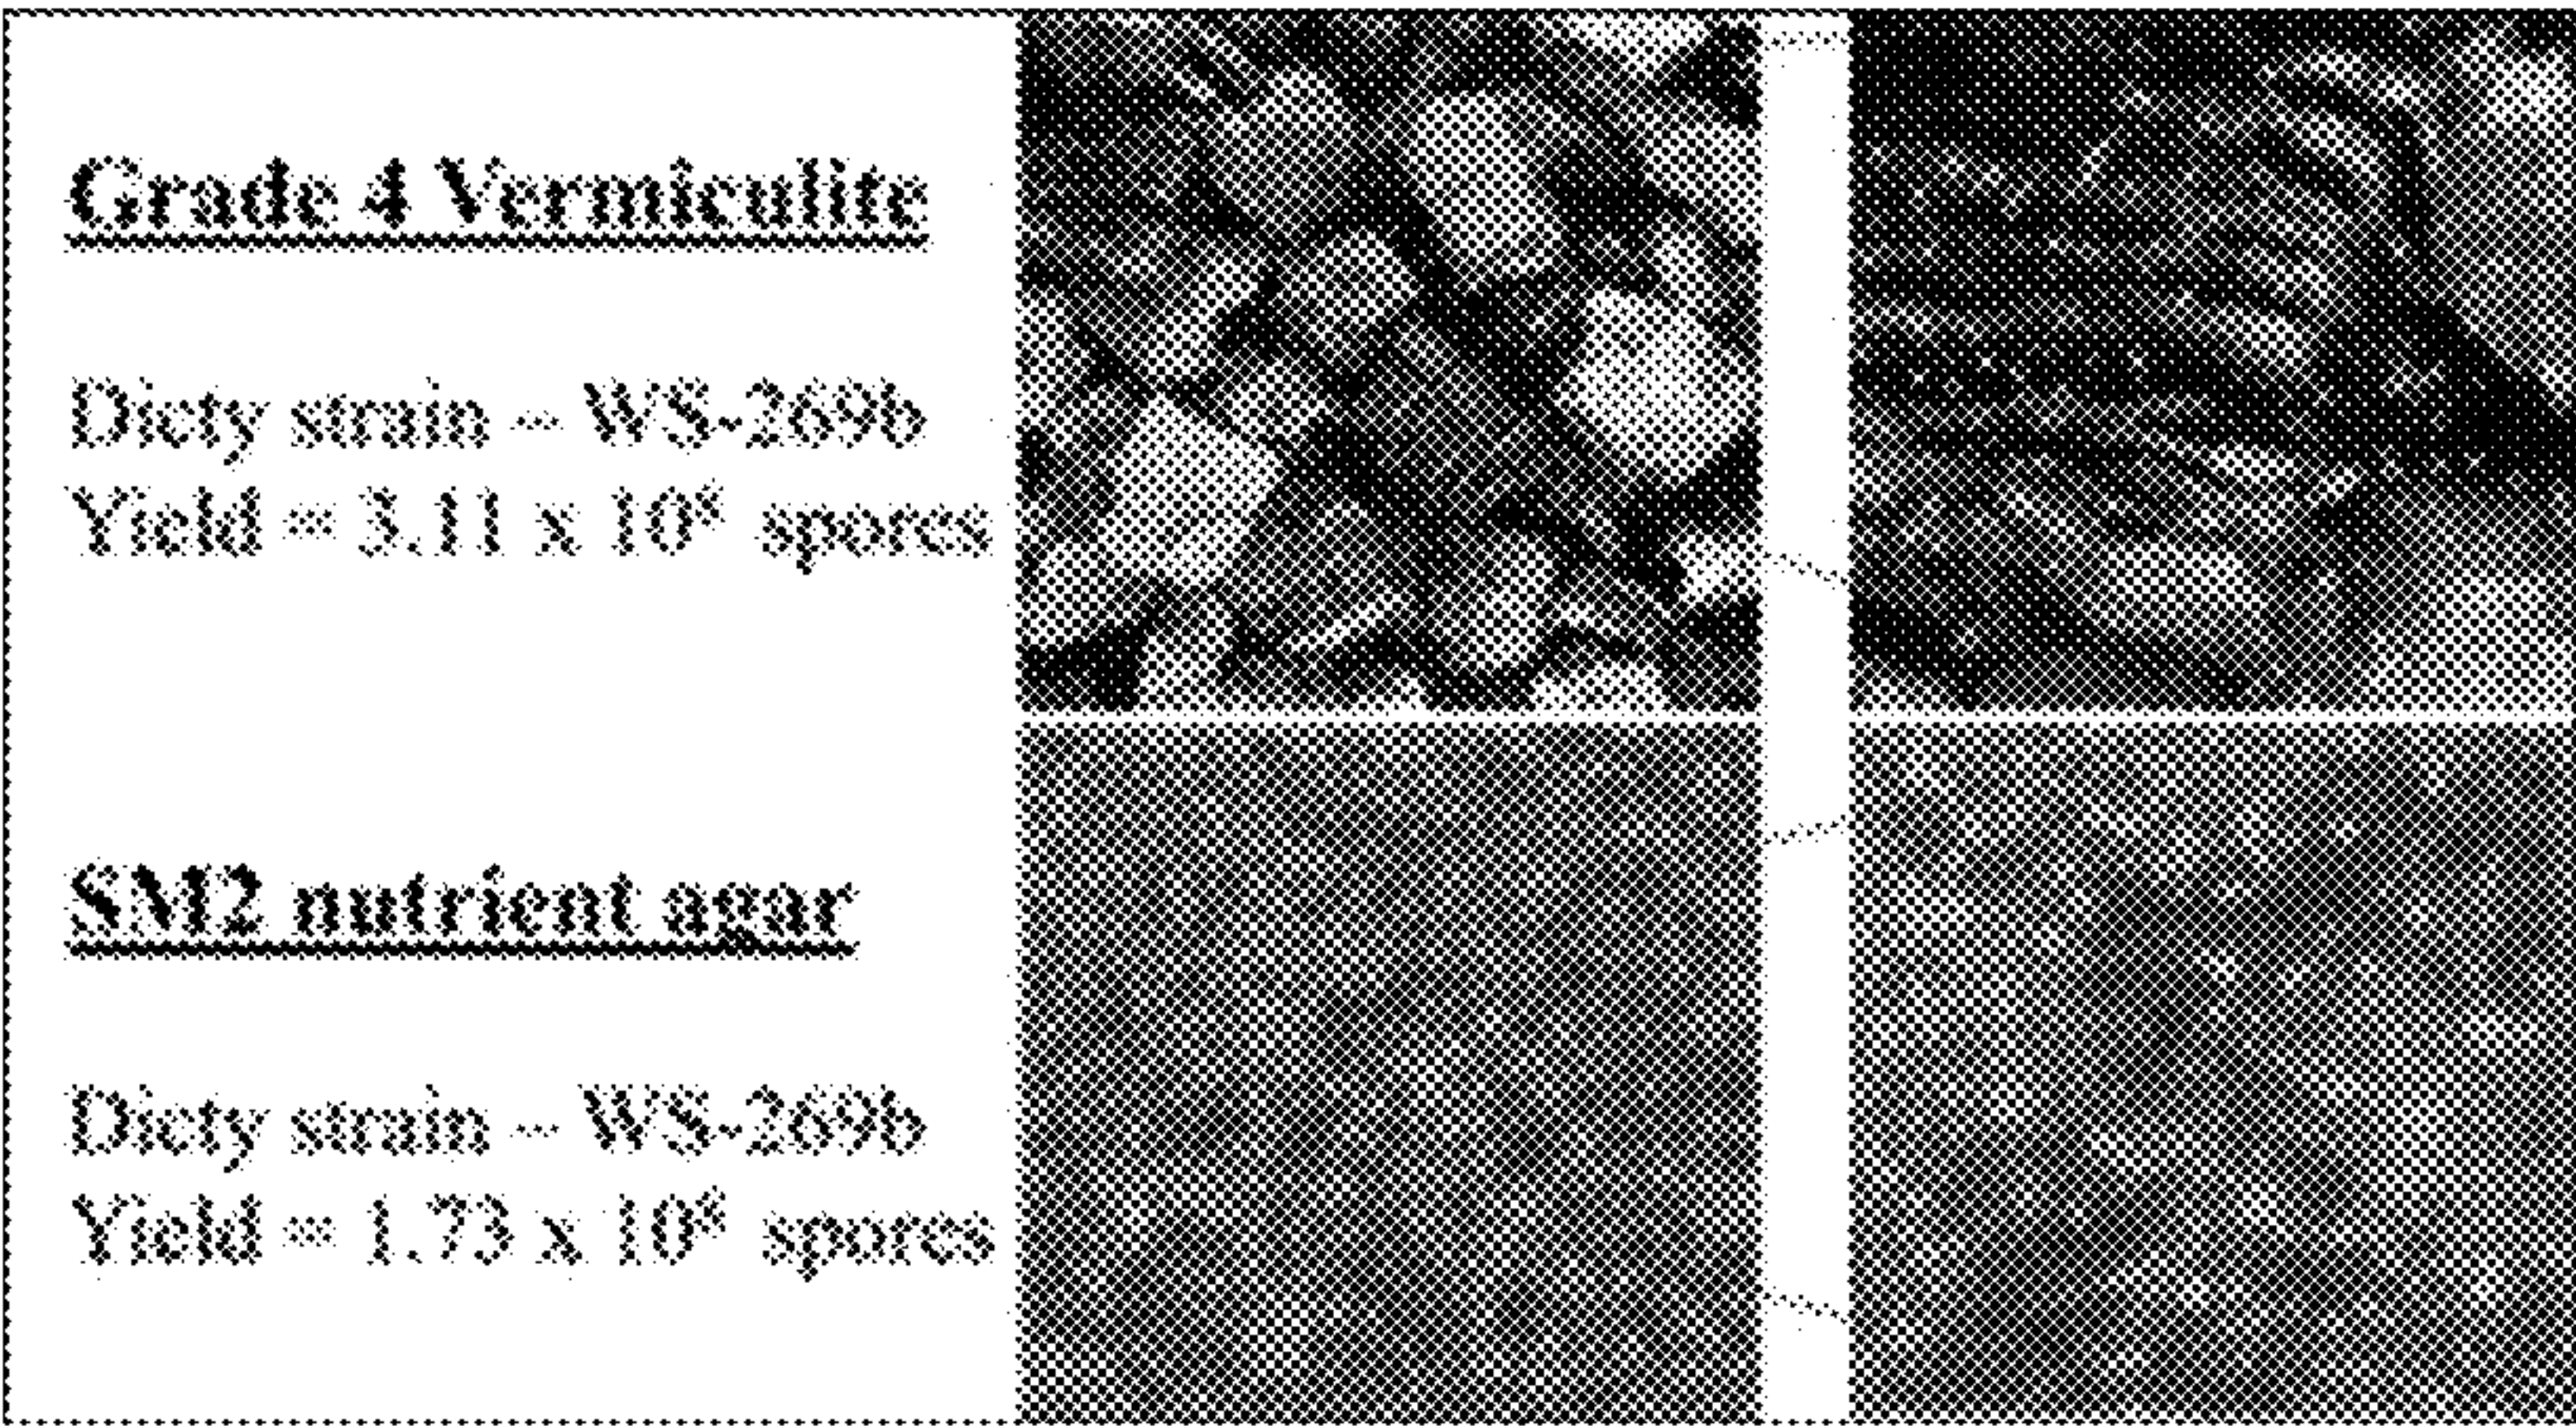 Grade 4 Vermiculite
Dicty strain – WS-269b
Yield = 3.11 x 10⁸ spores
SM2 nutrient agar
Dicty strain – WS-269b
Yield = 1.73 x 10⁸ spores